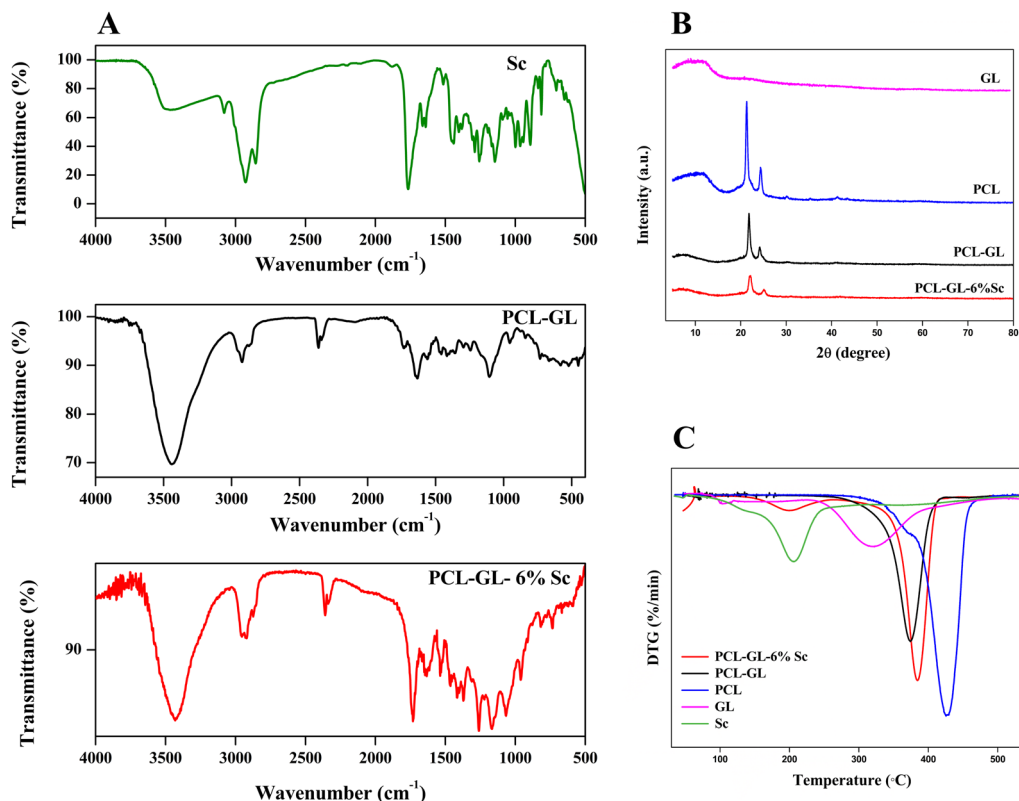 A
Sc
Transmittance (%)
100
80
60
40
20
0
4000 3500 3000 2500 2000 1500 1000 500
Wavenumber (cm⁻¹)
PCL-GL
Transmittance (%)
100
90
80
70
4000 3500 3000 2500 2000 1500 1000 500
Wavenumber (cm⁻¹)
PCL-GL- 6% Sc
Transmittance (%)
90
4000 3500 3000 2500 2000 1500 1000 500
Wavenumber (cm⁻¹)
B
GL
PCL
PCL-GL
PCL-GL-6%Sc
Intensity (a.u.)
10 20 30 40 50 60 70 80
2θ (degree)
C
DTG (%/min)
PCL-GL-6% Sc
PCL-GL
PCL
GL
Sc
100 200 300 400 500
Temperature (◦C)